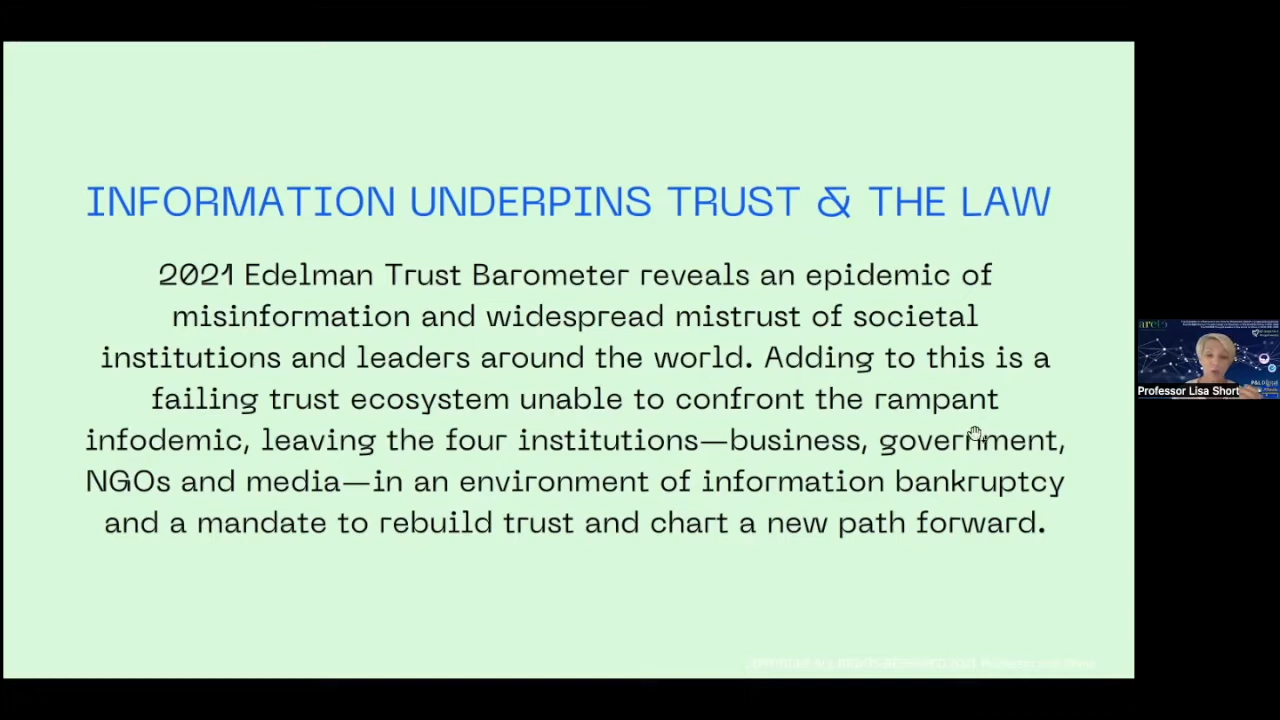 INFORMATION UNDERPINS TRUST & THE LAW
2021 Edelman Trust Barometer reveals an epidemic of
misinformation and widespread mistrust of societal
institutions and leaders around the world. Adding to this is a
failing trust ecosystem unable to confront the rampant
infodemic, leaving the four institutions—business, government,
NGOs and media—in an environment of information bankruptcy
and a mandate to rebuild trust and chart a new path forward.
Professor Lisa Short